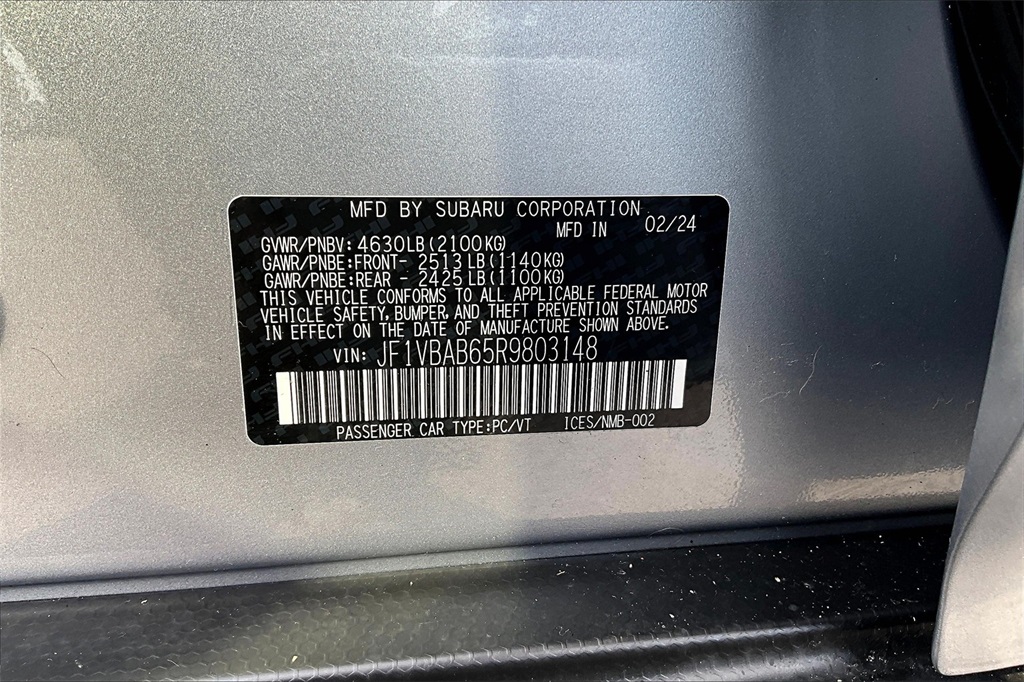 MFD BY SUBARU CORPORATION
MFD IN 02/24
GVWR/PNBV: 4630LB(2100KG)
GAWR/PNBE:FRONT- 2513LB(1140KG)
GAWR/PNBE:REAR - 2425LB(1100KG)
THIS VEHICLE CONFORMS TO ALL APPLICABLE FEDERAL MOTOR
VEHICLE SAFETY, BUMPER, AND THEFT PREVENTION STANDARDS
IN EFFECT ON THE DATE OF MANUFACTURE SHOWN ABOVE.
VIN: JF1VBAB65R9803148
PASSENGER CAR TYPE:PC/VT ICES/NMB-002